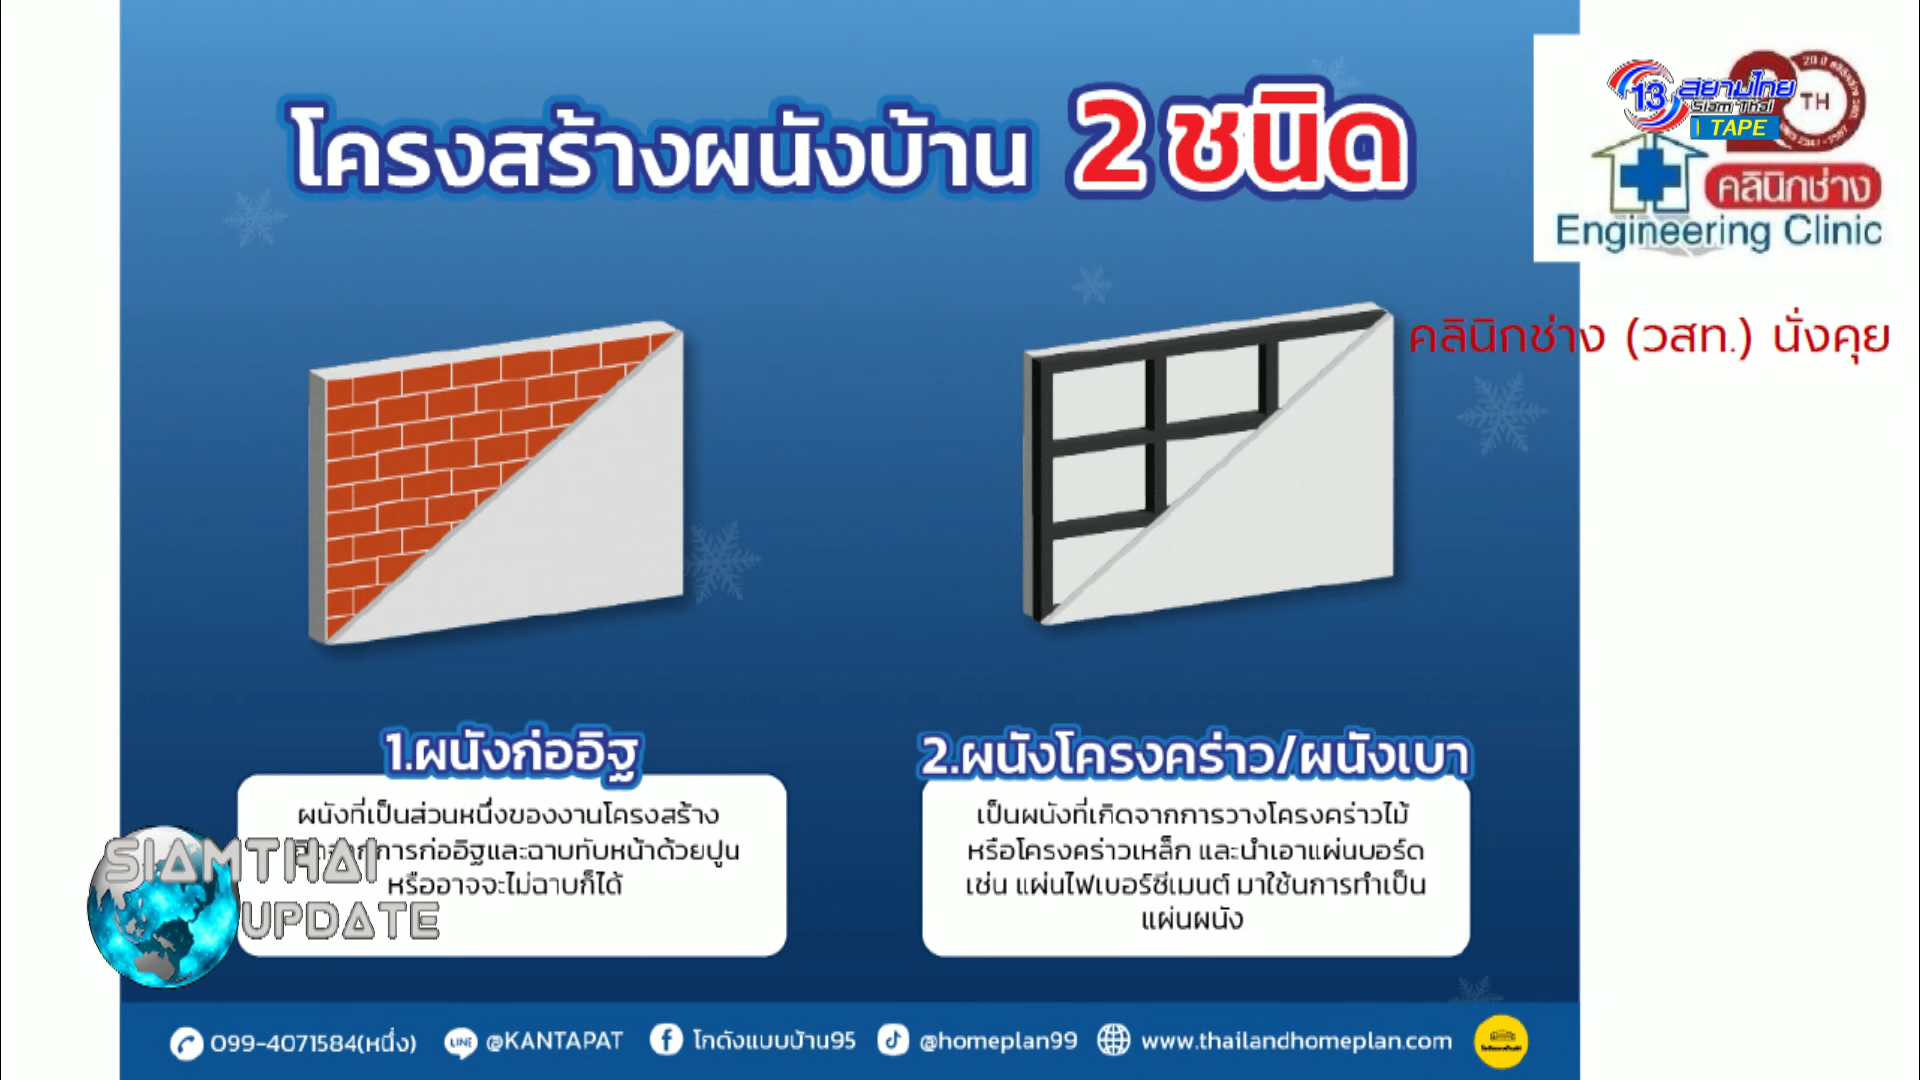 โครงสร้างผนังบ้าน 2 ชนิด
13 สยามไทย
Siam Thai
TAPE
TH
คลินิกช่าง
Engineering Clinic
คลินิกช่าง (วสท.) นั่งคุย
1.ผนังก่ออิฐ
ผนังที่เป็นส่วนหนึ่งของงานโครงสร้าง
การก่ออิฐและฉาบทับหน้าด้วยปูน
หรืออาจจะไม่ฉาบก็ได้
2.ผนังโครงคร่าว/ผนังเบา
เป็นผนังที่เกิดจากการวางโครงคร่าวไม้
หรือโครงคร่าวเหล็ก และนำเอาแผ่นบอร์ด
เช่น แผ่นไฟเบอร์ซีเมนต์ มาใช้นการทำเป็น
แผ่นผนัง
SIAMTHAI
UPDATE
099-4071584(หนึ่ง)
LINE @KANTAPAT
โกดังแบบบ้าน95
@homeplan99
www.thailandhomeplan.com